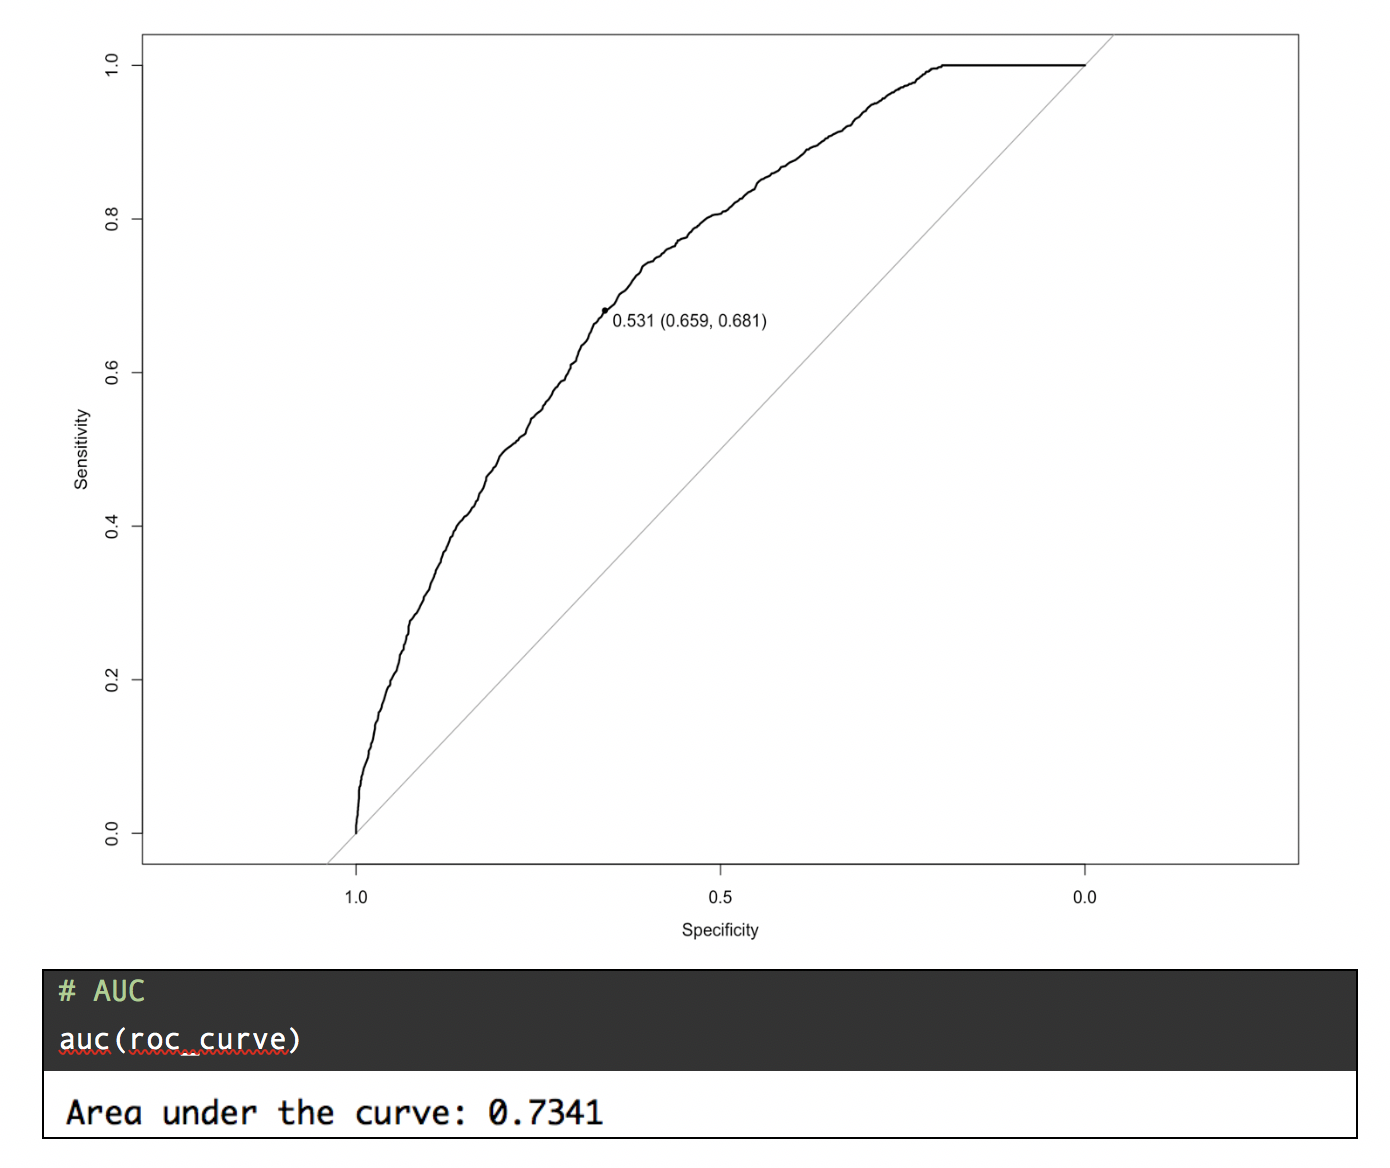 1.0
0.8
0.6
0.4
0.2
0.0
Sensitivity
0.531 (0.659, 0.681)
1.0 0.5 0.0
Specificity
# AUC
auc(roc_curve)
Area under the curve: 0.7341